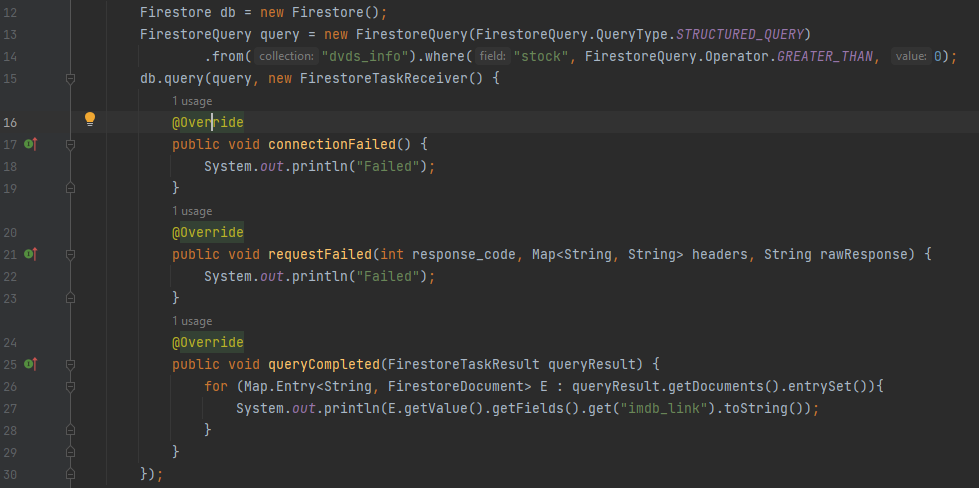 12 Firestore db = new Firestore();
13 FirestoreQuery query = new FirestoreQuery(FirestoreQuery.QueryType.STRUCTURED_QUERY)
14 .from( collection: "dvds_info").where( field: "stock", FirestoreQuery.Operator.GREATER_THAN, value: 0);
15 db.query(query, new FirestoreTaskReceiver() {
1 usage
16 @Override
17 public void connectionFailed() {
18 System.out.println("Failed");
19 }
1 usage
20 @Override
21 public void requestFailed(int response_code, Map<String, String> headers, String rawResponse) {
22 System.out.println("Failed");
23 }
1 usage
24 @Override
25 public void queryCompleted(FirestoreTaskResult queryResult) {
26 for (Map.Entry<String, FirestoreDocument> E : queryResult.getDocuments().entrySet()){
27 System.out.println(E.getValue().getFields().get("imdb_link").toString());
28 }
29 }
30 });